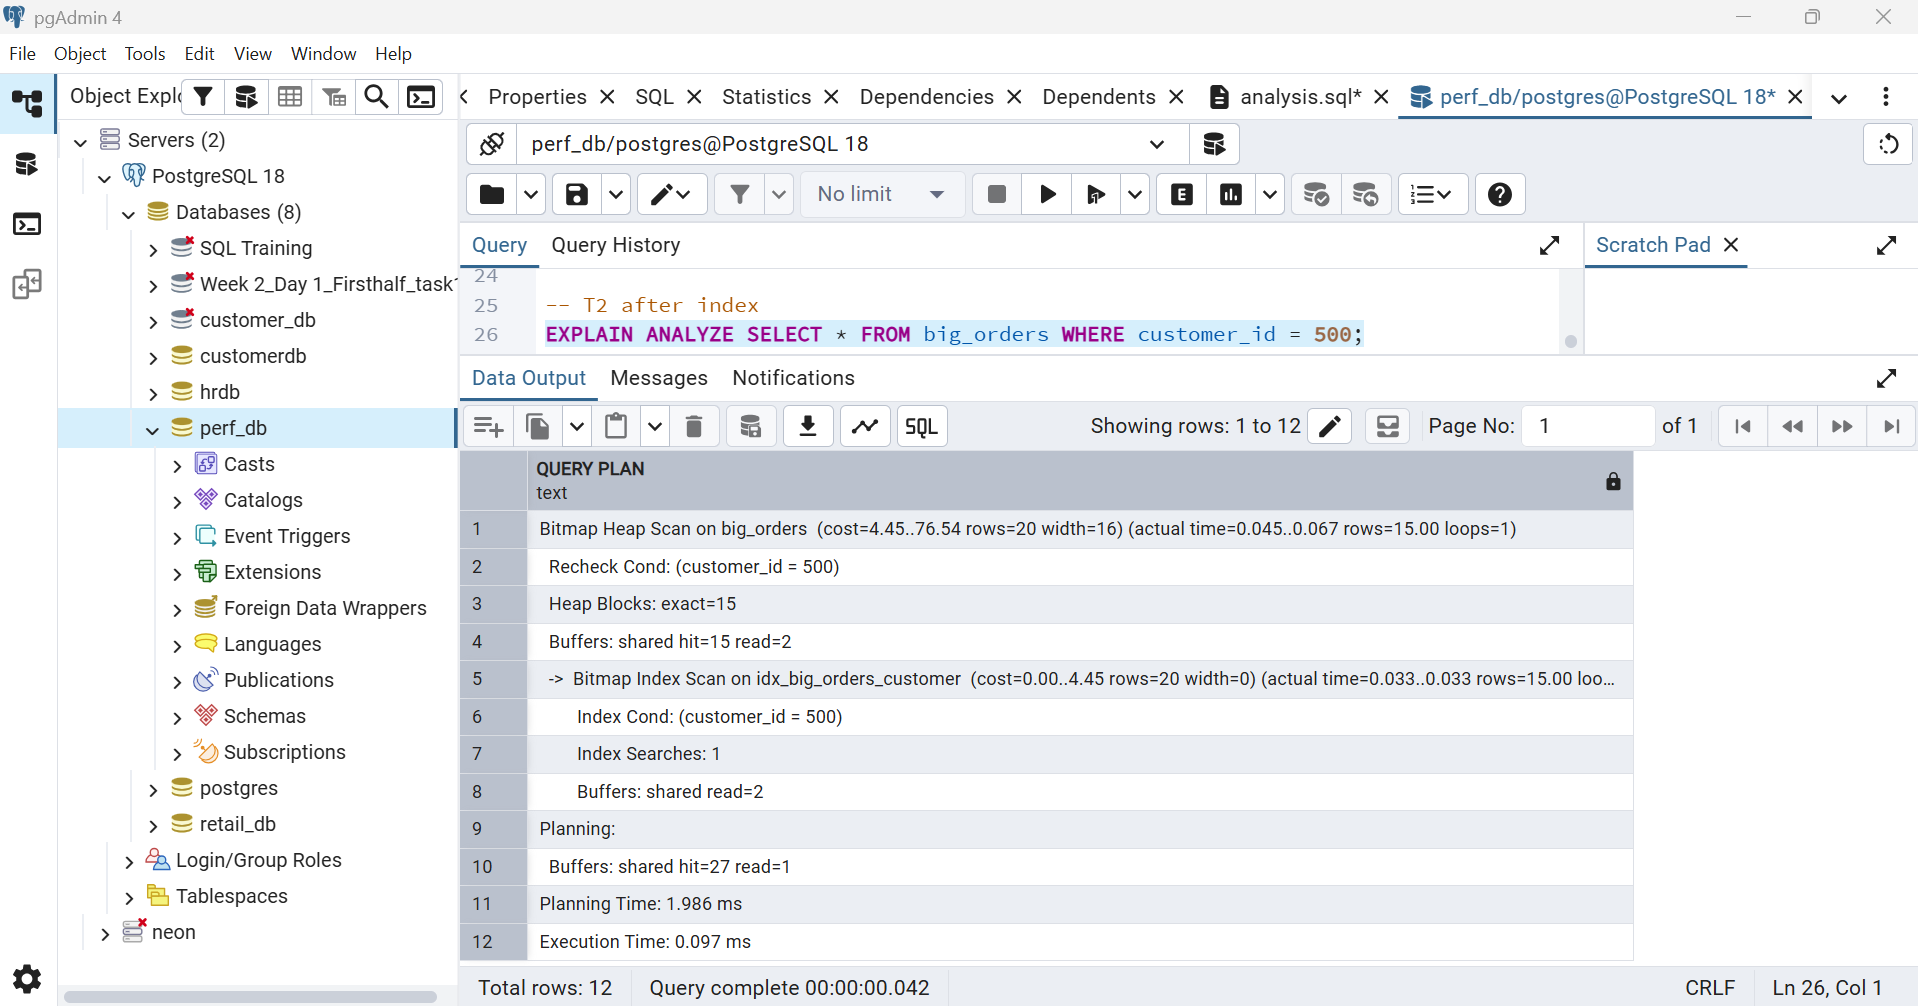 pgAdmin 4
File Object Tools Edit View Window Help
Object Explo
Properties SQL Statistics Dependencies Dependents analysis.sql* perf_db/postgres@PostgreSQL 18*
Servers (2)
PostgreSQL 18
Databases (8)
SQL Training
Week 2_Day 1_Firsthalf_task1
customer_db
customerdb
hrdb
perf_db
Casts
Catalogs
Event Triggers
Extensions
Foreign Data Wrappers
Languages
Publications
Schemas
Subscriptions
postgres
retail_db
Login/Group Roles
Tablespaces
neon
perf_db/postgres@PostgreSQL 18
No limit
E
Query Query History
Scratch Pad
24
25 -- T2 after index
26 EXPLAIN ANALYZE SELECT * FROM big_orders WHERE customer_id = 500;
Data Output Messages Notifications
SQL Showing rows: 1 to 12 Page No: 1 of 1
QUERY PLAN
text
1 Bitmap Heap Scan on big_orders (cost=4.45..76.54 rows=20 width=16) (actual time=0.045..0.067 rows=15.00 loops=1)
2 Recheck Cond: (customer_id = 500)
3 Heap Blocks: exact=15
4 Buffers: shared hit=15 read=2
5 -> Bitmap Index Scan on idx_big_orders_customer (cost=0.00..4.45 rows=20 width=0) (actual time=0.033..0.033 rows=15.00 loo...
6 Index Cond: (customer_id = 500)
7 Index Searches: 1
8 Buffers: shared read=2
9 Planning:
10 Buffers: shared hit=27 read=1
11 Planning Time: 1.986 ms
12 Execution Time: 0.097 ms
Total rows: 12 Query complete 00:00:00.042 CRLF Ln 26, Col 1